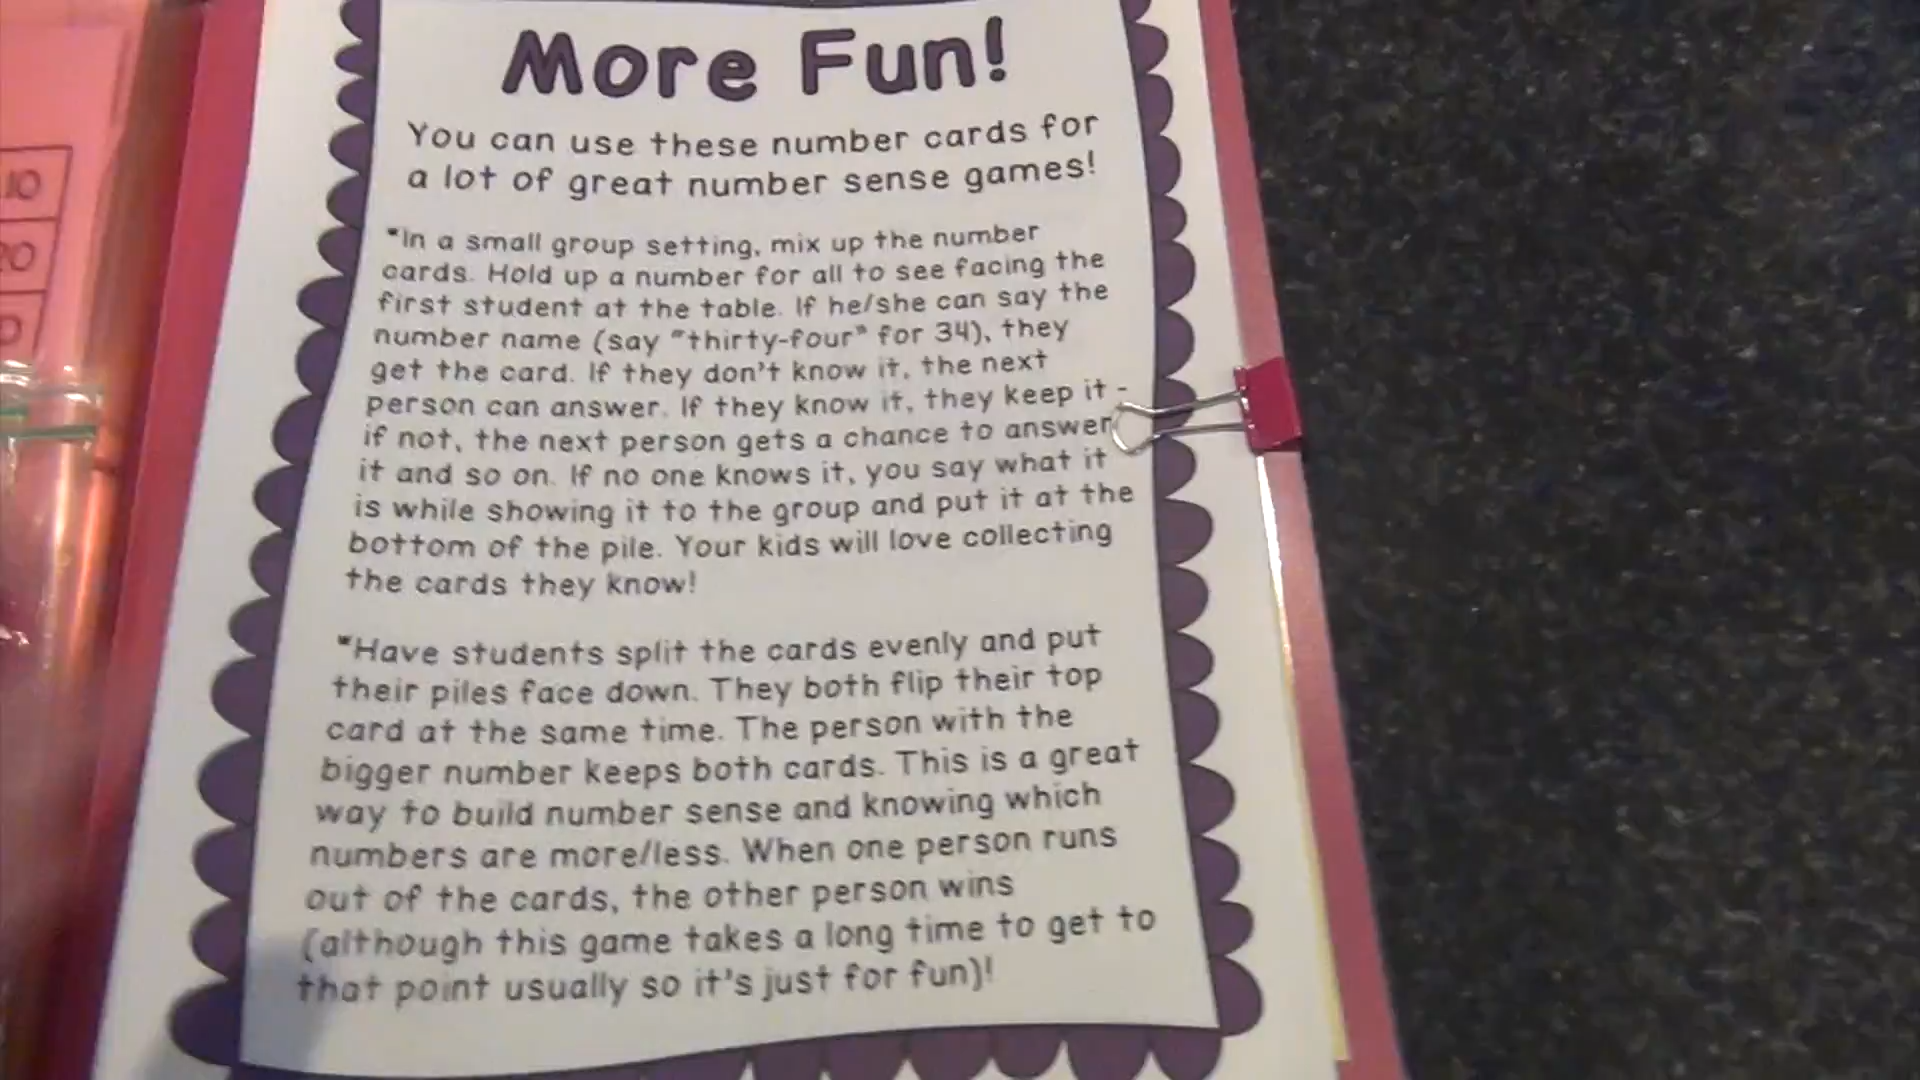 More Fun!
You can use these number cards for
a lot of great number sense games!
*In a small group setting, mix up the number
cards. Hold up a number for all to see facing the
first student at the table. If he/she can say the
number name (say "thirty-four" for 34), they
get the card. If they don't know it, the next
person can answer. If they know it, they keep it -
if not, the next person gets a chance to answer
it and so on. If no one knows it, you say what it
is while showing it to the group and put it at the
bottom of the pile. Your kids will love collecting
the cards they know!
*Have students split the cards evenly and put
their piles face down. They both flip their top
card at the same time. The person with the
bigger number keeps both cards. This is a great
way to build number sense and knowing which
numbers are more/less. When one person runs
out of the cards, the other person wins
(although this game takes a long time to get to
that point usually so it's just for fun)!